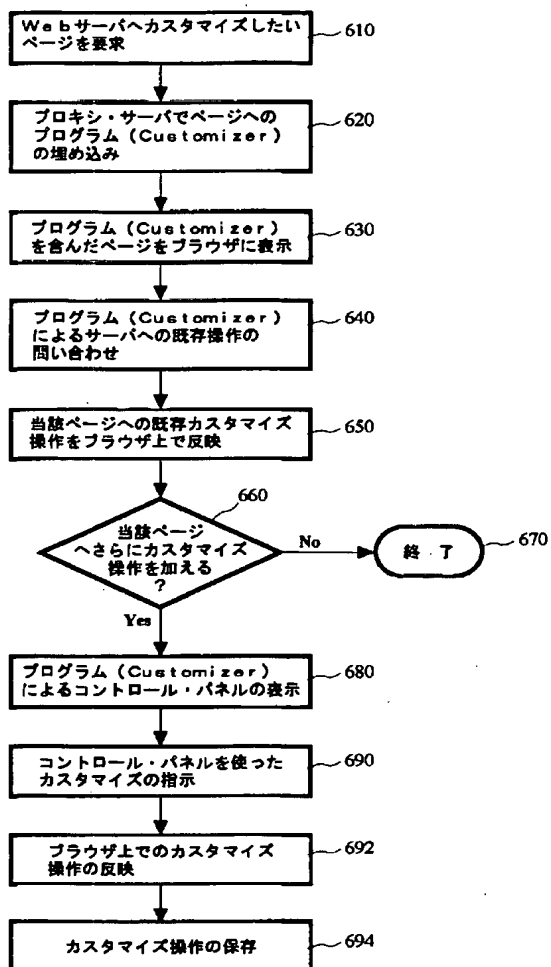 Webサーバへカスタマイズしたい
ページを要求
610
プロキシ・サーバでページへの
プログラム（Customizer）
の埋め込み
620
プログラム（Customizer）
を含んだページをブラウザに表示
630
プログラム（Customizer）
によるサーバへの既存操作の
問い合わせ
640
当該ページへの既存カスタマイズ
操作をブラウザ上で反映
650
660
当該ページ
へさらにカスタマイズ
操作を加える
？
No
終了
670
Yes
プログラム（Customizer）
によるコントロール・パネルの表示
680
コントロール・パネルを使った
カスタマイズの指示
690
ブラウザ上でのカスタマイズ
操作の反映
692
カスタマイズ操作の保存
694